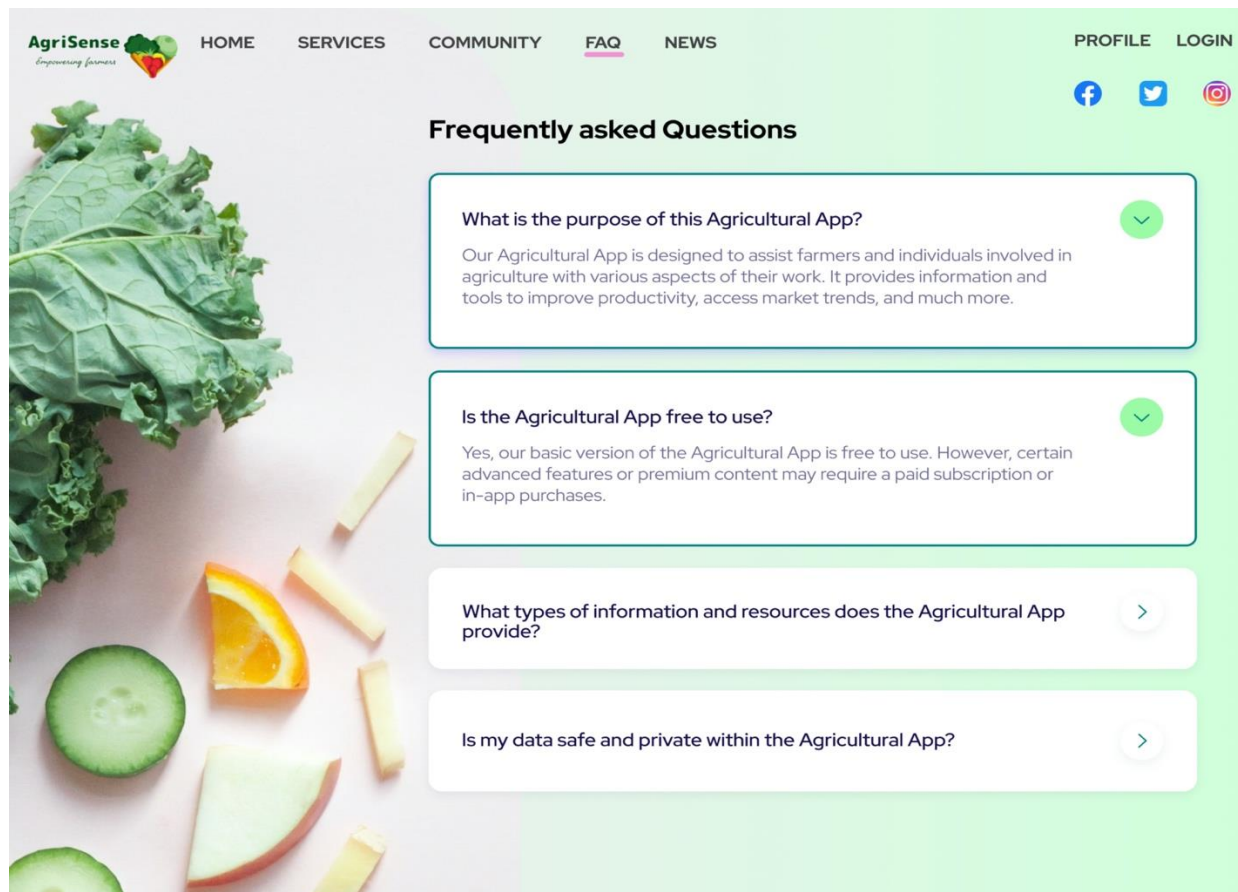 AgriSense
Empowering farmers
HOME
SERVICES
COMMUNITY
FAQ
NEWS
PROFILE
LOGIN
Frequently asked Questions
What is the purpose of this Agricultural App?
Our Agricultural App is designed to assist farmers and individuals involved in
agriculture with various aspects of their work. It provides information and
tools to improve productivity, access market trends, and much more.
Is the Agricultural App free to use?
Yes, our basic version of the Agricultural App is free to use. However, certain
advanced features or premium content may require a paid subscription or
in-app purchases.
What types of information and resources does the Agricultural App
provide?
Is my data safe and private within the Agricultural App?